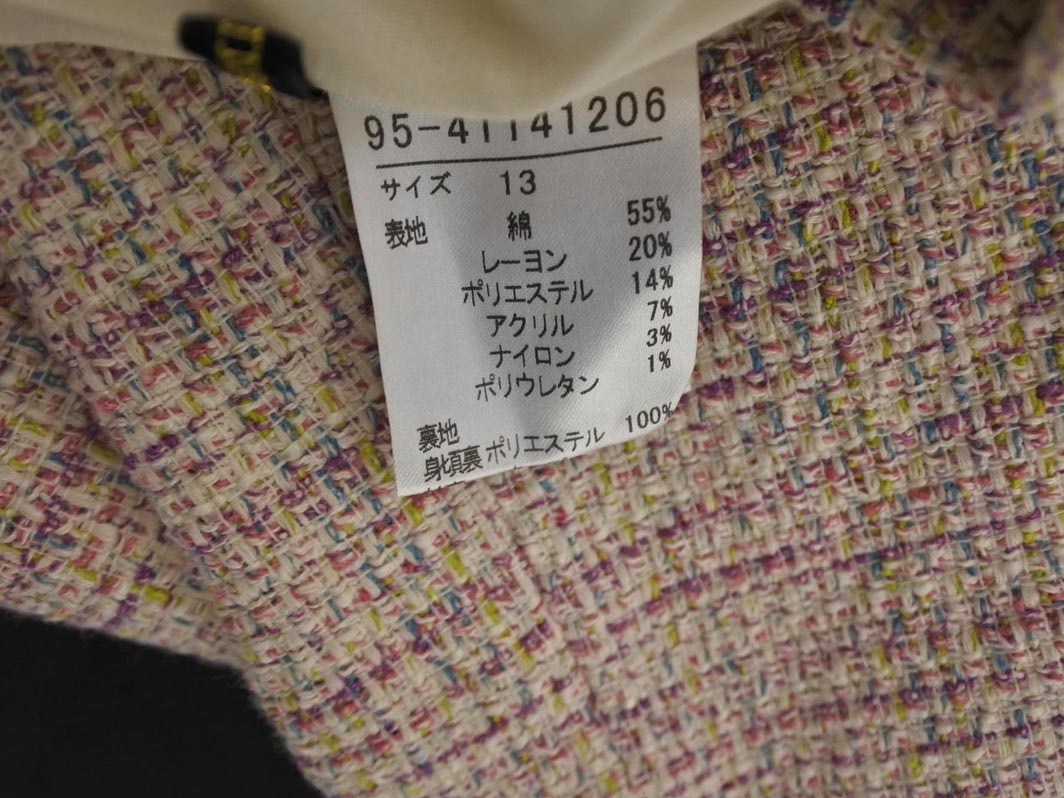 95-41141206
サイズ 13
表地 綿 55%
レーヨン 20%
ポリエステル 14%
アクリル 7%
ナイロン 3%
ポリウレタン 1%
裏地
身頃裏 ポリエステル 100%